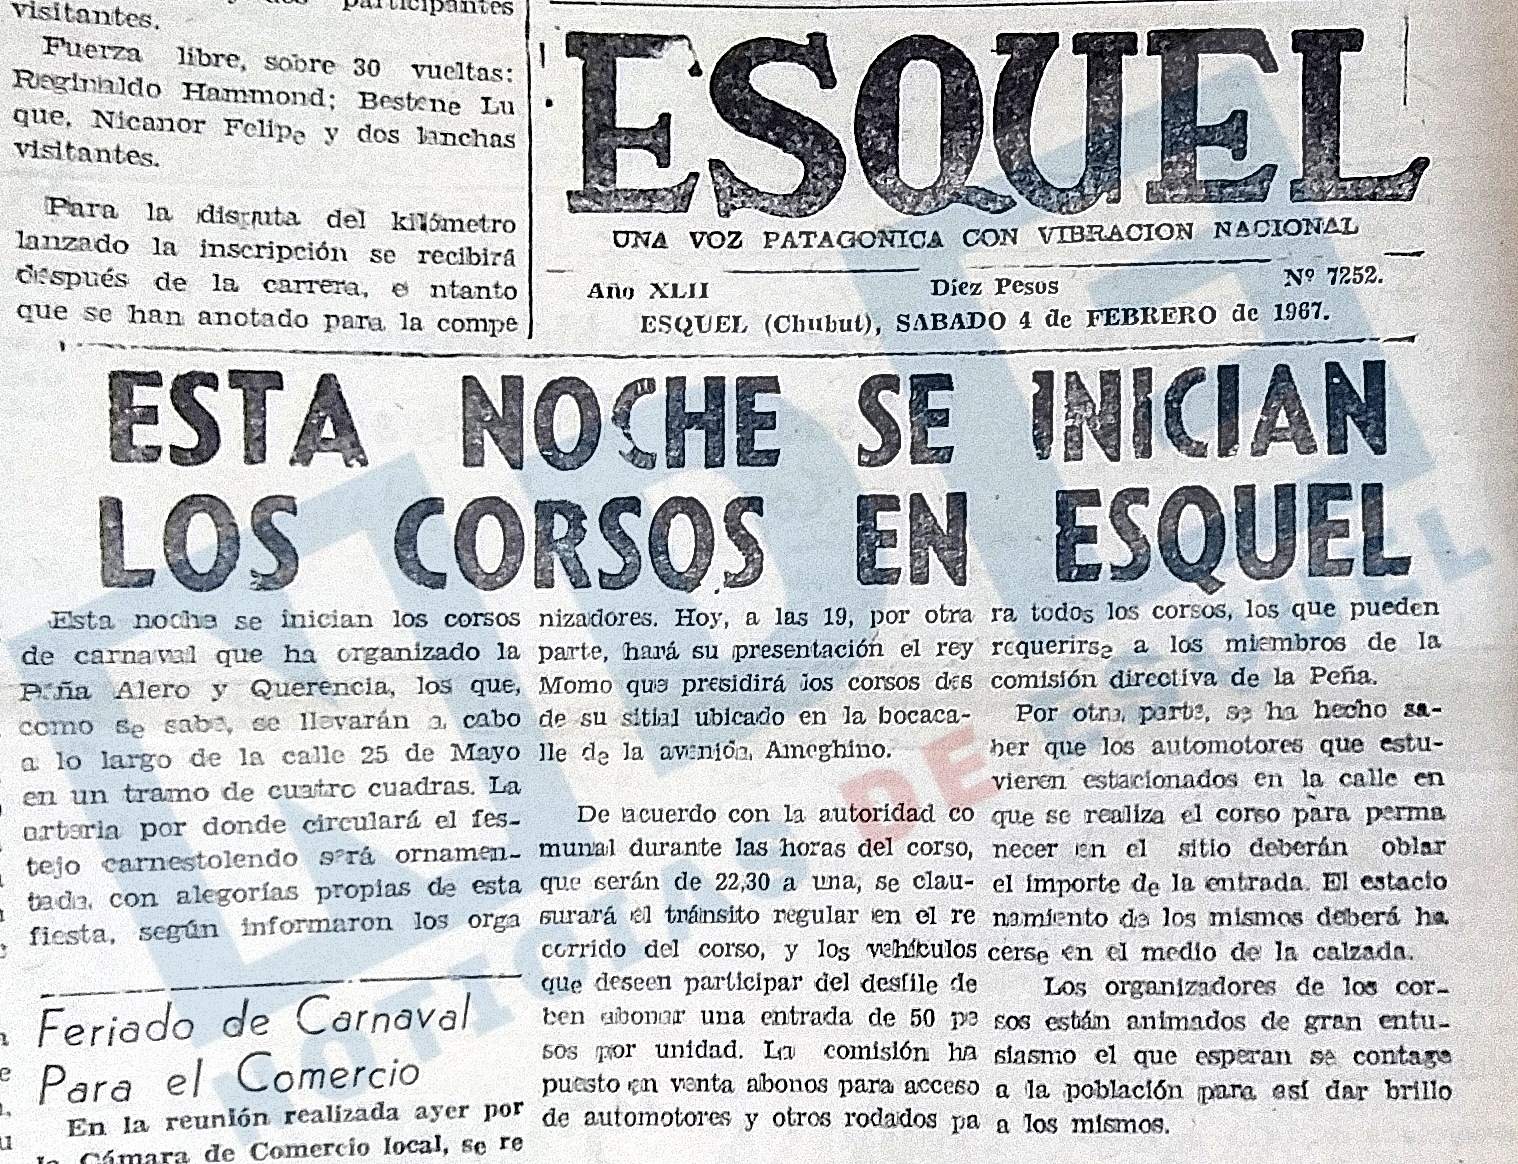 participantes
visitantes.
Fuerza libre, sobre 30 vueltas:
Reginaldo Hammond; Bestene Lu
que, Nicanor Felipe y dos lanchas
visitantes.
Para la disputa del kilómetro
lanzado la inscripción se recibirá
después de la carrera, e ntanto
que se han anotado para la compe
ESQUEL
UNA VOZ PATAGONICA CON VIBRACION NACIONAL
Año XLII Diez Pesos Nº 7252.
ESQUEL (Chubut), SABADO 4 de FEBRERO de 1967.
ESTA NOCHE SE INICIAN
LOS CORSOS EN ESQUEL
Esta noche se inician los corsos
de carnaval que ha organizado la
Peña Alero y Querencia, los que,
como se sabe, se llevarán a cabo
a lo largo de la calle 25 de Mayo
en un tramo de cuatro cuadras. La
arteria por donde circulará el fes-
tejo carnestolendo será ornamen-
tada, con alegorías propias de esta
fiesta, según informaron los orga
nizadores. Hoy, a las 19, por otra
parte, hará su presentación el rey
Momo que presidirá los corsos des
de su sitial ubicado en la bocaca-
lle de la avenida, Ameghino.
De acuerdo con la autoridad co
munal durante las horas del corso,
que serán de 22,30 a una, se clau-
surará el tránsito regular en el re
corrido del corso, y los vehículos
que deseen participar del desfile de
ben abonar una entrada de 50 pe
sos por unidad. La comisión ha
puesto en venta abonos para acceso
de automotores y otros rodados pa
ra todos los corsos, los que pueden
requerirse a los miembros de la
comisión directiva de la Peña.
Por otra, parte, se ha hecho sa-
ber que los automotores que estu-
vieren estacionados en la calle en
que se realiza el corso para perma
necer en el sitio deberán oblar
el importe de la entrada. El estacio
namiento de los mismos deberá ha
cerse en el medio de la calzada.
Los organizadores de los cor-
sos están animados de gran entu-
siasmo el que esperan se contage
a la población para así dar brillo
a los mismos.
Feriado de Carnaval
Para el Comercio
En la reunión realizada ayer por
la Cámara de Comercio local, se re
NDE
NOTICIAS DE ESQUEL